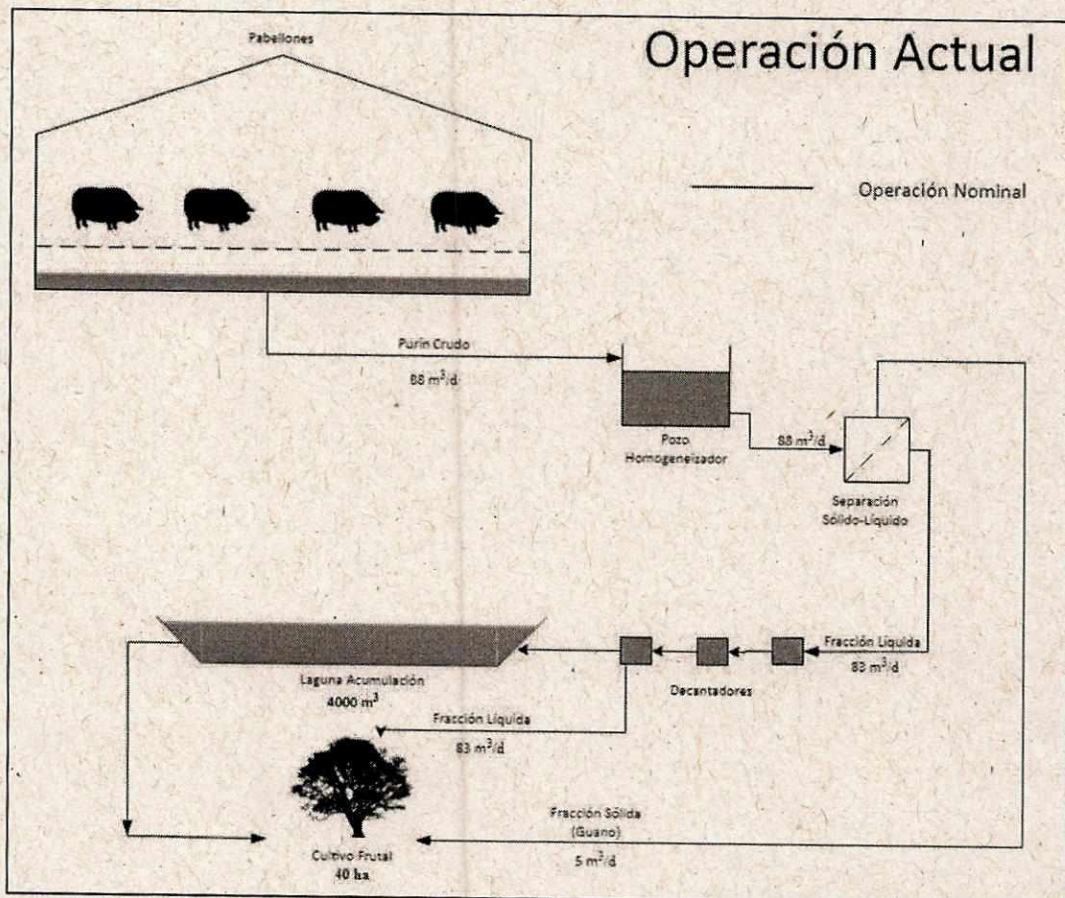 Operación Actual
Pabellones
Operación Nominal
Purín Crudo
88 m³/d
Pozo
Homogeneizador
88 m³/d
Separación
Sólido-Líquido
Fracción Líquida
83 m³/d
Decantadores
Laguna Acumulación
4000 m³
Fracción Líquida
83 m³/d
Fracción Sólida
(Guano)
5 m³/d
Cultivo Frutal
40 ha